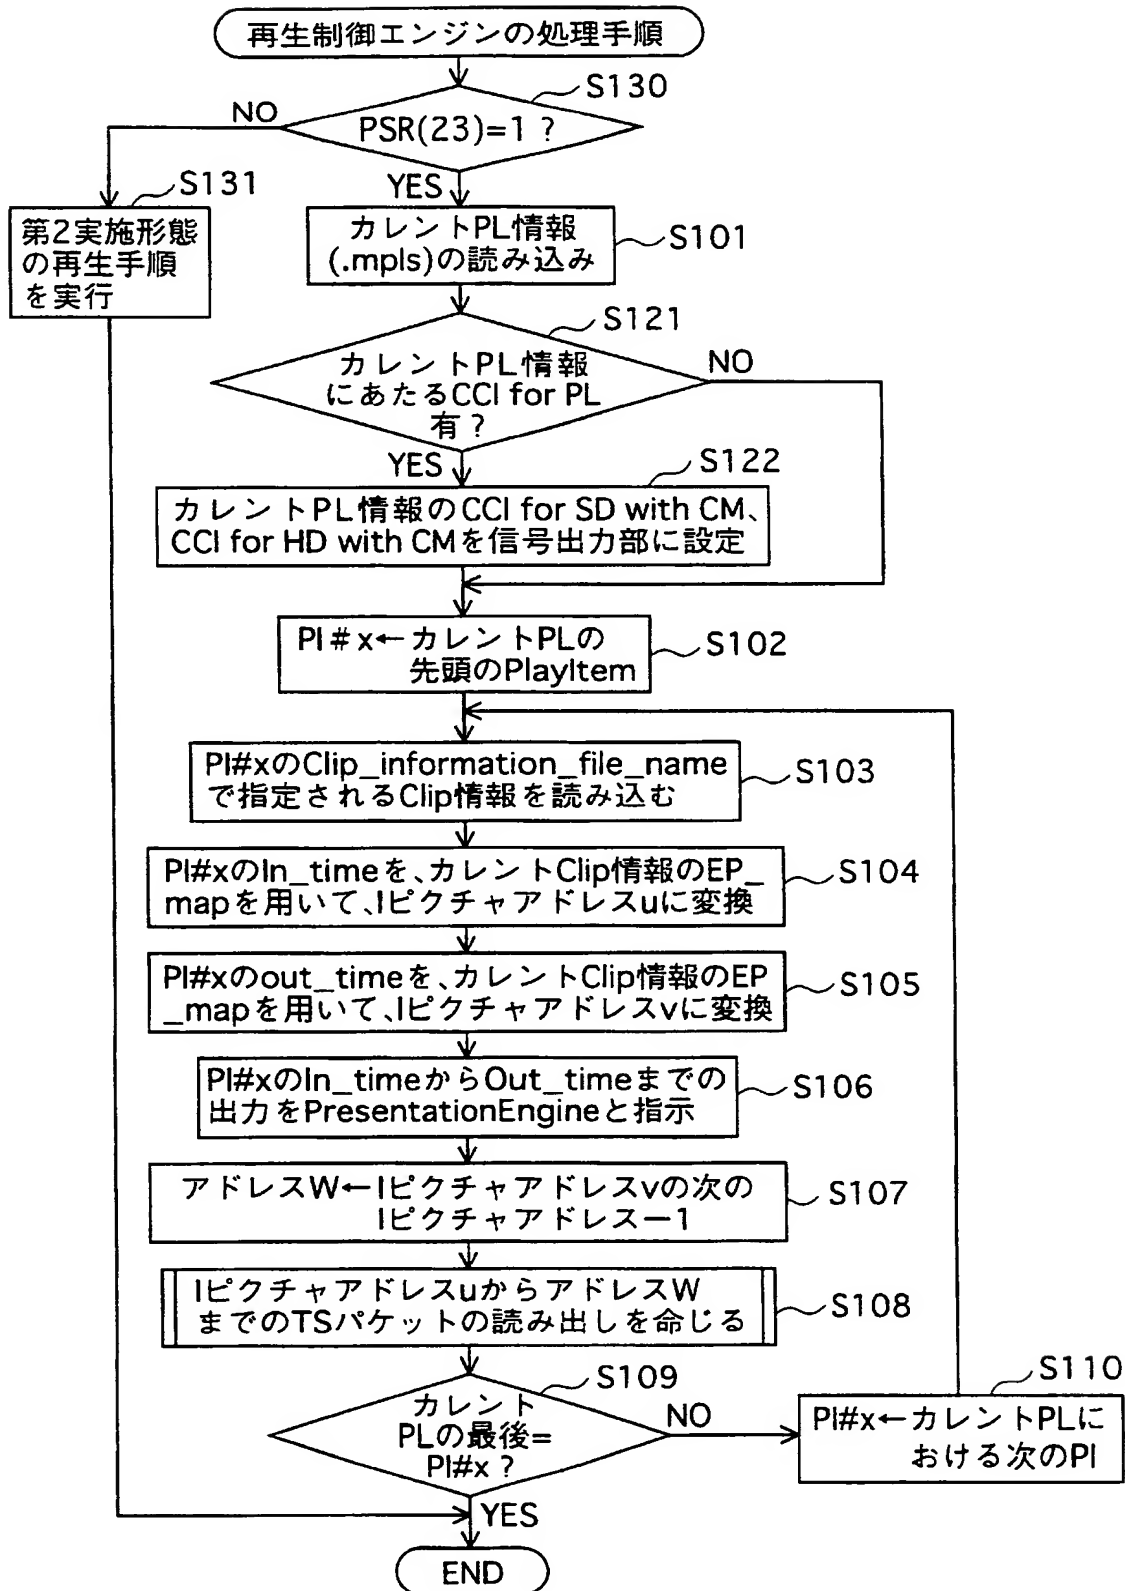 再生制御エンジンの処理手順
S130
NO
PSR(23)=1？
YES
S131
第2実施形態
の再生手順
を実行
カレントPL情報
(.mpls)の読み込み
S101
S121
カレントPL情報
にあたるCCI for PL
有？
NO
YES
S122
カレントPL情報のCCI for SD with CM、
CCI for HD with CMを信号出力部に設定
PI#x←カレントPLの
先頭のPlayItem
S102
PI#xのClip_information_file_name
で指定されるClip情報を読み込む
S103
PI#xのIn_timeを、カレントClip情報のEP_
mapを用いて、Iピクチャアドレスuに変換
S104
PI#xのout_timeを、カレントClip情報のEP
_mapを用いて、Iピクチャアドレスvに変換
S105
PI#xのIn_timeからOut_timeまでの
出力をPresentationEngineと指示
S106
アドレスW←Iピクチャアドレスvの次の
Iピクチャアドレスー1
S107
IピクチャアドレスuからアドレスW
までのTSパケットの読み出しを命じる
S108
S109
カレント
PLの最後=
PI#x？
NO
S110
PI#x←カレントPLに
おける次のPI
YES
END